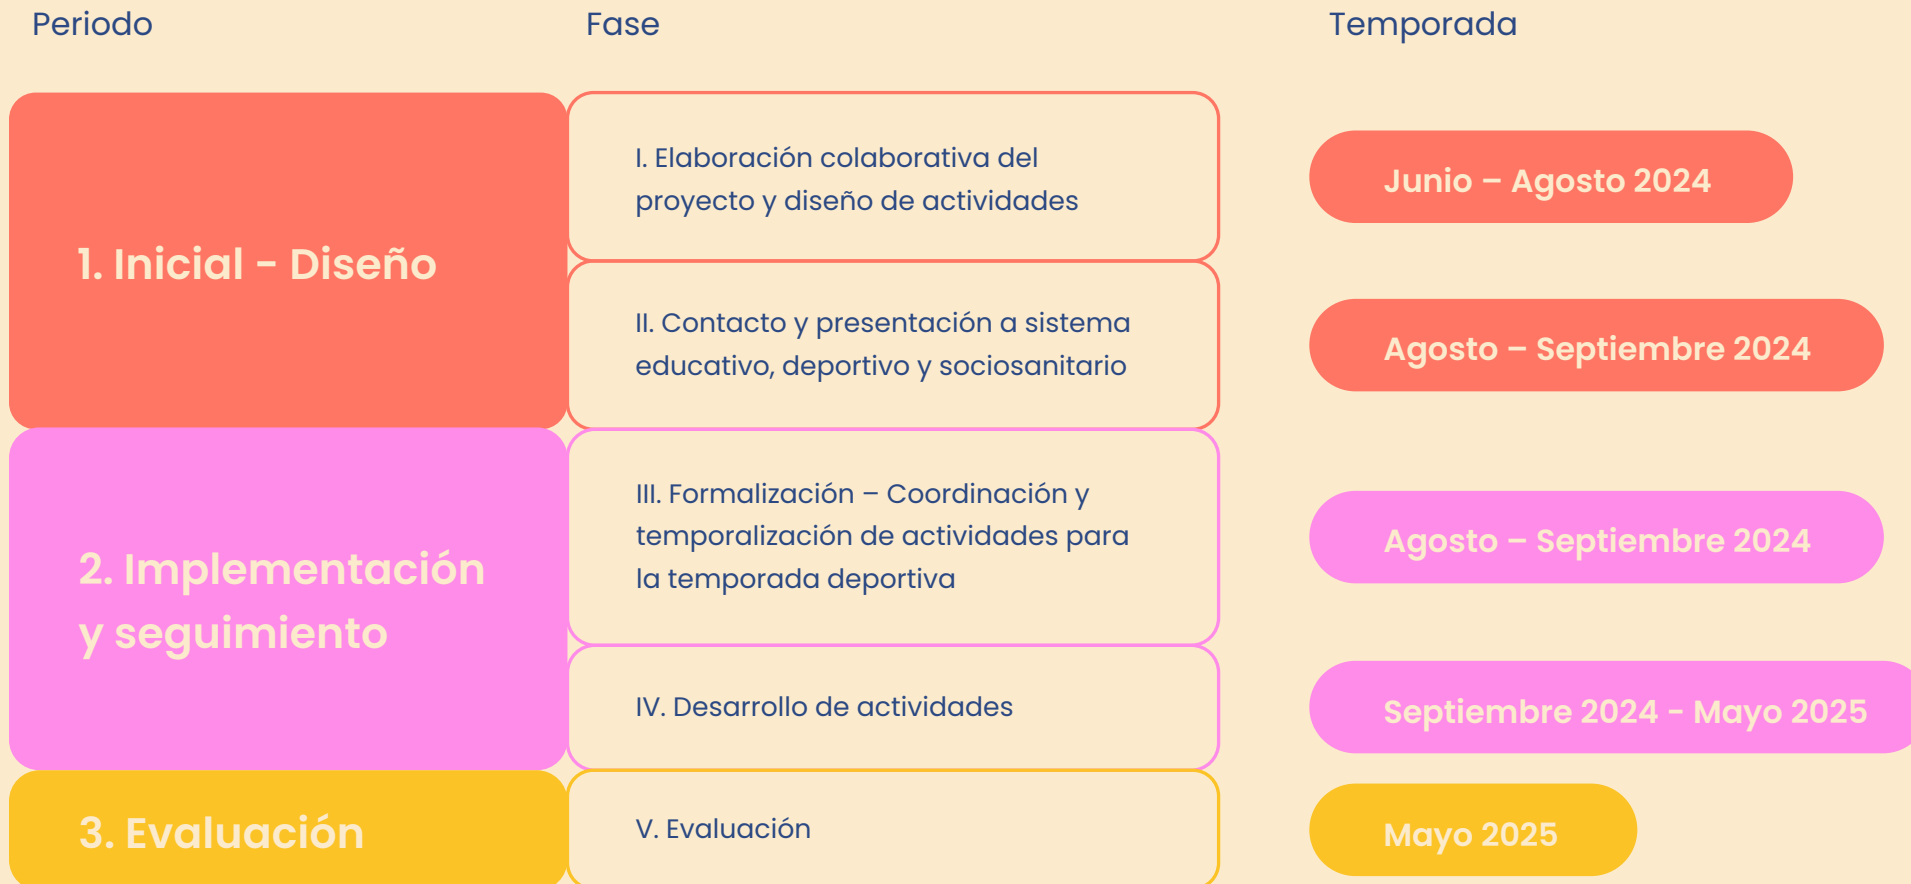 Periodo
Fase
Temporada
1. Inicial - Diseño
I. Elaboración colaborativa del
proyecto y diseño de actividades
Junio – Agosto 2024
II. Contacto y presentación a sistema
educativo, deportivo y sociosanitario
Agosto – Septiembre 2024
2. Implementación
y seguimiento
III. Formalización – Coordinación y
temporalización de actividades para
la temporada deportiva
Agosto – Septiembre 2024
IV. Desarrollo de actividades
Septiembre 2024 - Mayo 2025
3. Evaluación
V. Evaluación
Mayo 2025